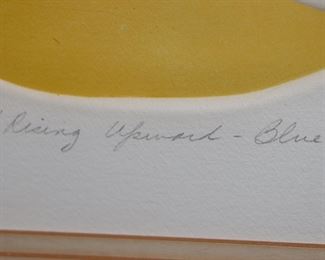 "Rising Upward - Blue